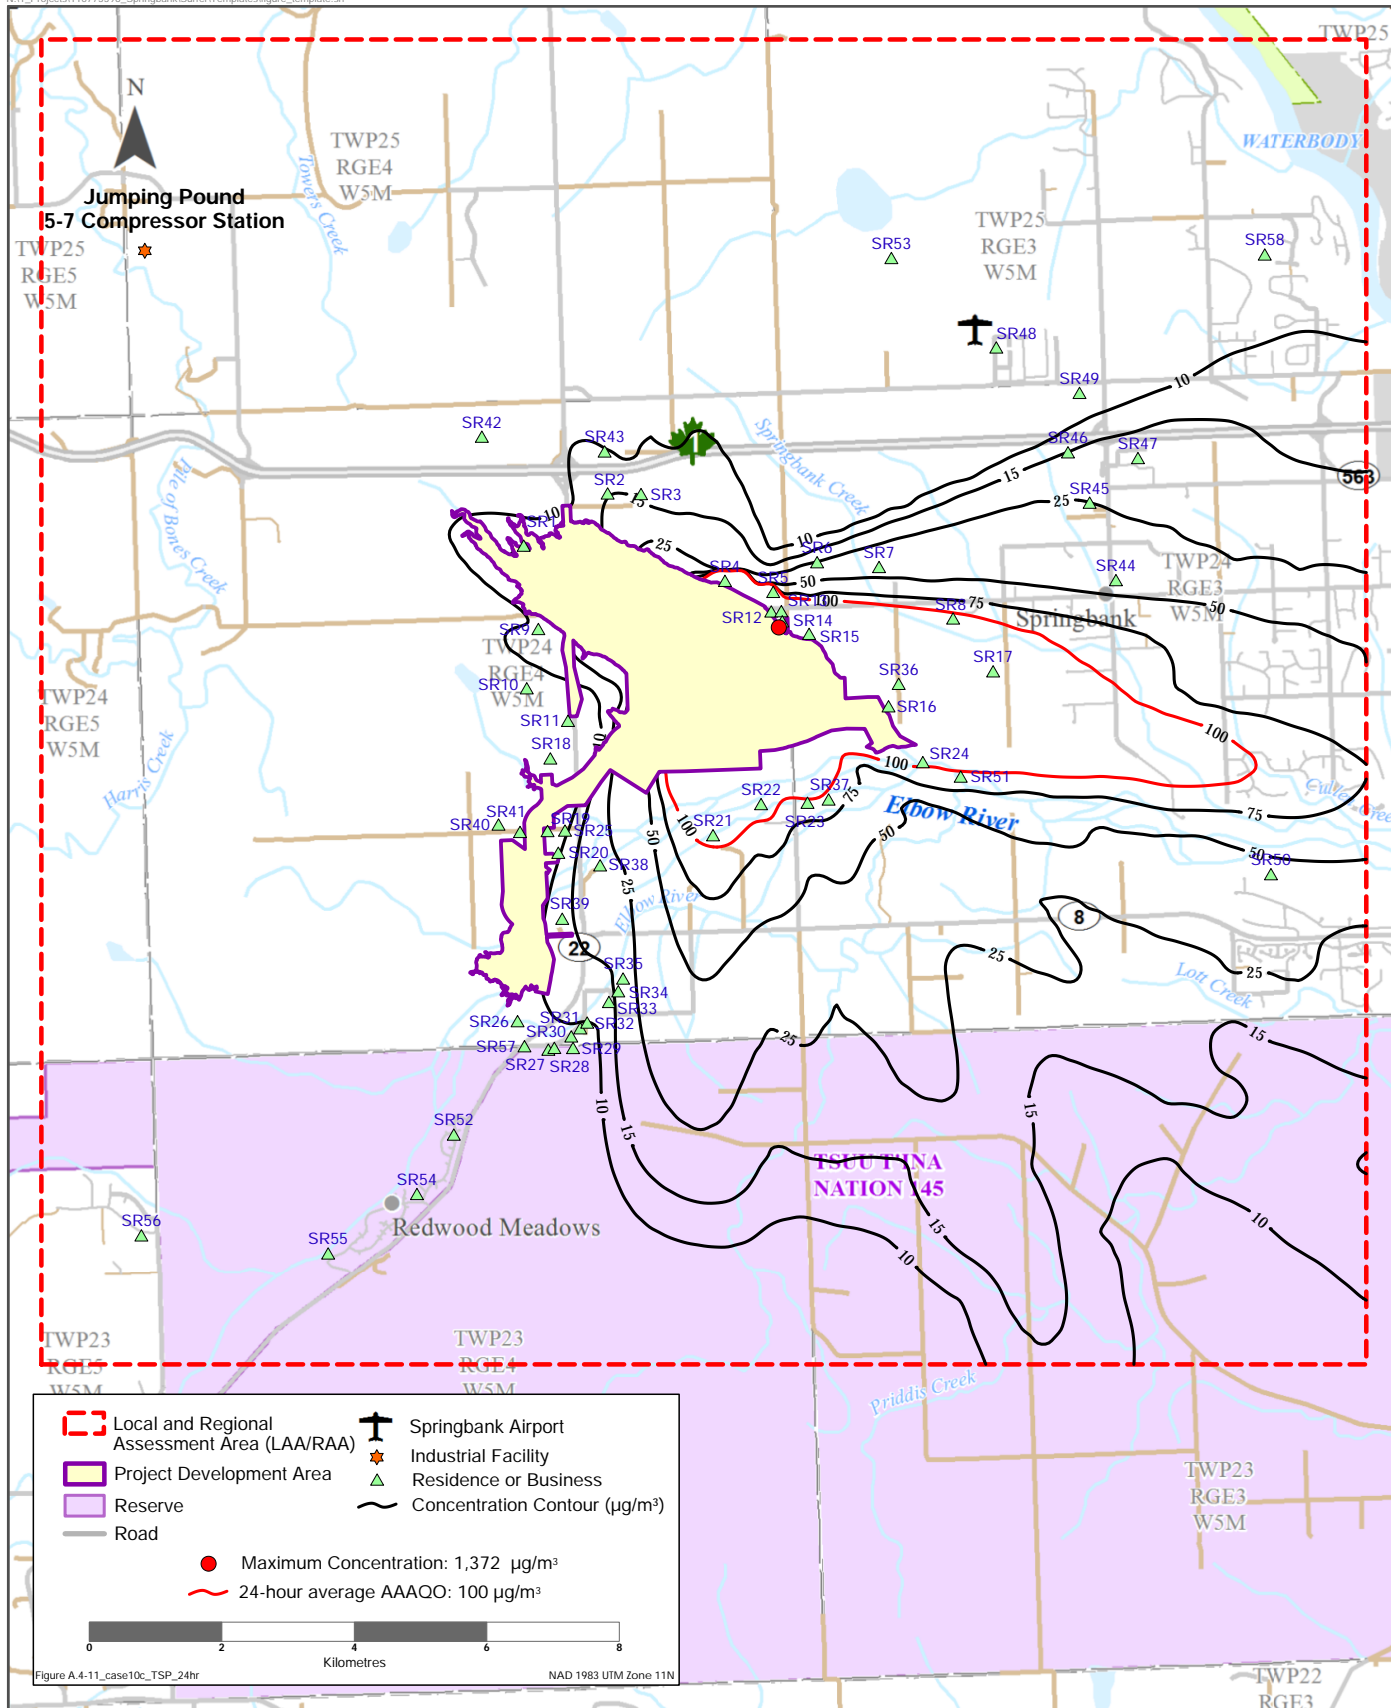 TWP25
N
TWP25
RGE4
W5M
Towers Creek
WATERBODY
Jumping Pound
5-7 Compressor Station
TWP25
RGE5
W5M
TWP25
RGE3
W5M
SR53
SR58
SR48
SR49
10
SR42
SR43
Springbank Creek
SR46
SR47
1
15
563
Pile of Bones Creek
SR2
SR3
15
25
SR45
10
SR1
10
25
SR6
SR7
SR4
SR5
50
SR44
TWP24
RGE3
W5M
75
50
SR13
100
SR12
SR14
SR15
SR8
Springbank
SR9
TWP24
RGE4
W5M
SR10
SR36
SR17
TWP24
RGE5
W5M
SR11
SR16
10
100
SR18
Harris Creek
100
SR24
SR51
SR37
75
SR22
SR23
Elbow River
75
SR41
SR40
SR19
SR25
SR21
100
50
50
SR20
SR38
25
50
SR50
Elbow River
SR39
8
22
25
25
Lott Creek
SR35
SR34
SR33
SR26
SR31
SR32
SR30
25
15
SR57
SR29
SR27
SR28
10
15
15
SR52
TSUU T'INA
NATION 145
SR54
Redwood Meadows
SR56
SR55
15
10
10
TWP23
RGE5
W5M
TWP23
RGE4
W5M
Priddis Creek
TWP23
RGE3
W5M
Local and Regional
Assessment Area (LAA/RAA)
Project Development Area
Reserve
Road
Springbank Airport
Industrial Facility
Residence or Business
Concentration Contour (µg/m³)
Maximum Concentration: 1,372 µg/m³
24-hour average AAAQO: 100 µg/m³
0 2 4 6 8
Kilometres
Figure A.4-11_case10c_TSP_24hr
NAD 1983 UTM Zone 11N
TWP22
RGE3